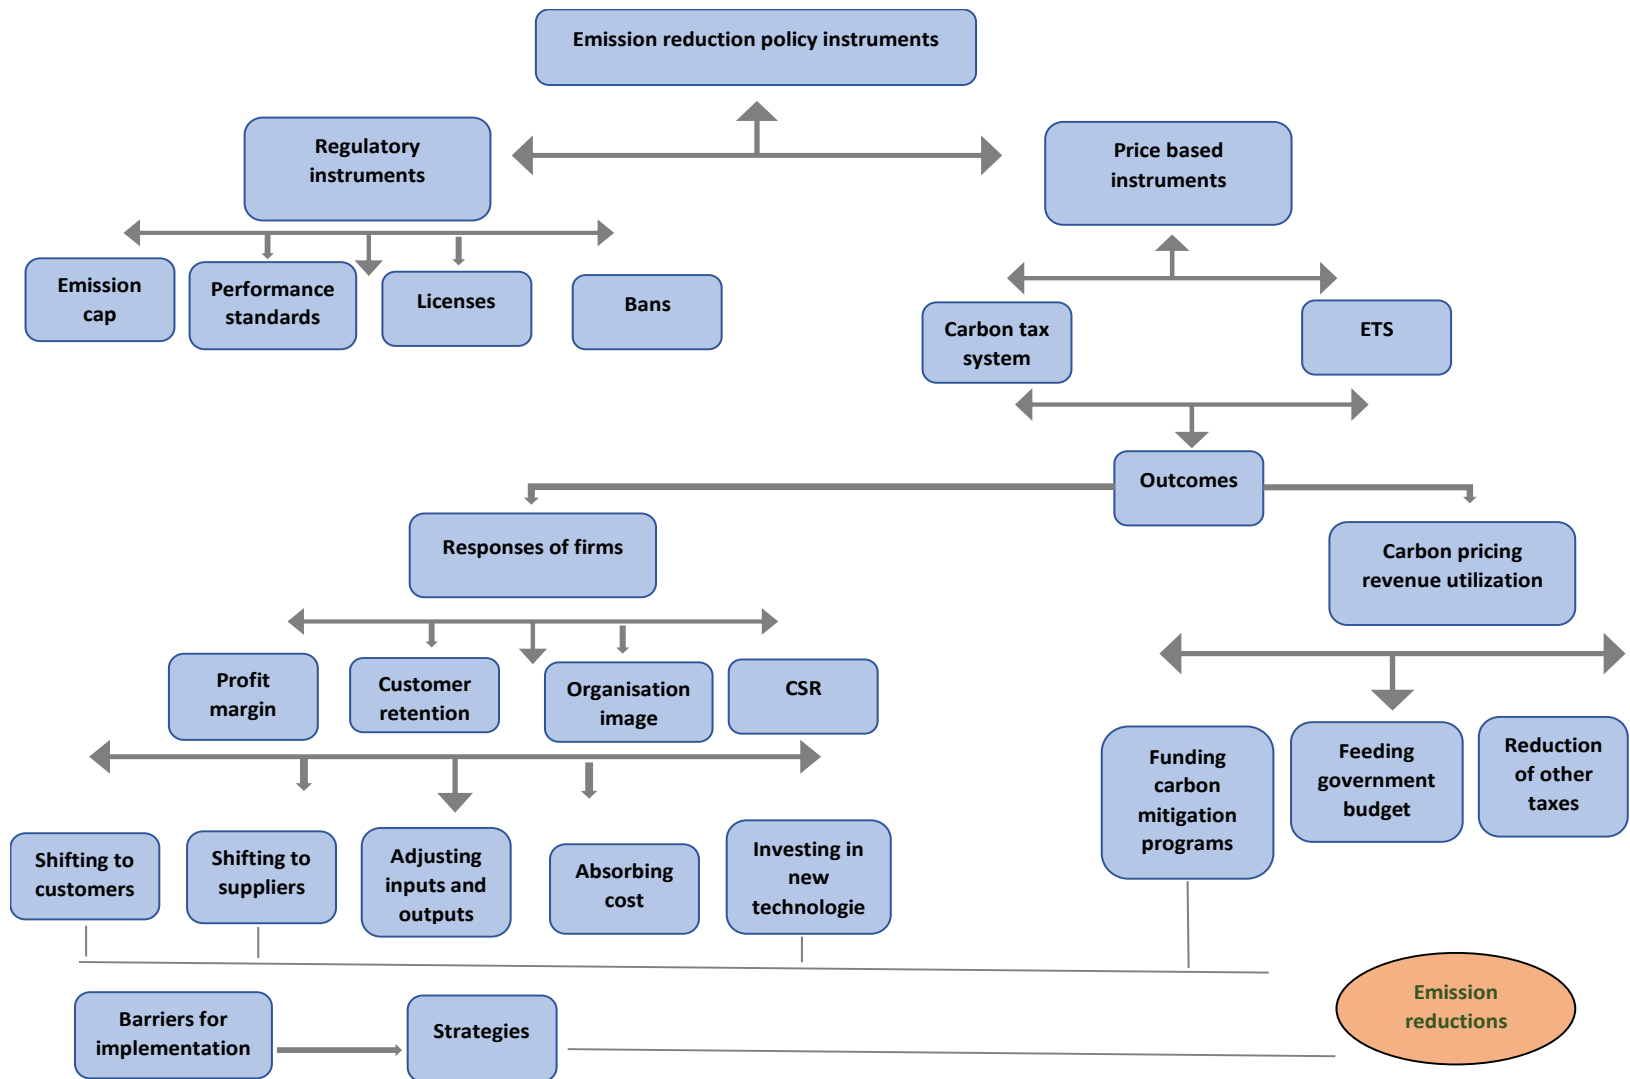 Emission reduction policy instruments
Regulatory
instruments
Price based
instruments
Emission
cap
Performance
standards
Licenses
Bans
Carbon tax
system
ETS
Outcomes
Responses of firms
Carbon pricing
revenue utilization
Profit
margin
Customer
retention
Organisation
image
CSR
Funding
carbon
mitigation
programs
Feeding
government
budget
Reduction
of other
taxes
Shifting to
customers
Shifting to
suppliers
Adjusting
inputs and
outputs
Absorbing
cost
Investing in
new
technologie
Barriers for
implementation
Strategies
Emission
reductions